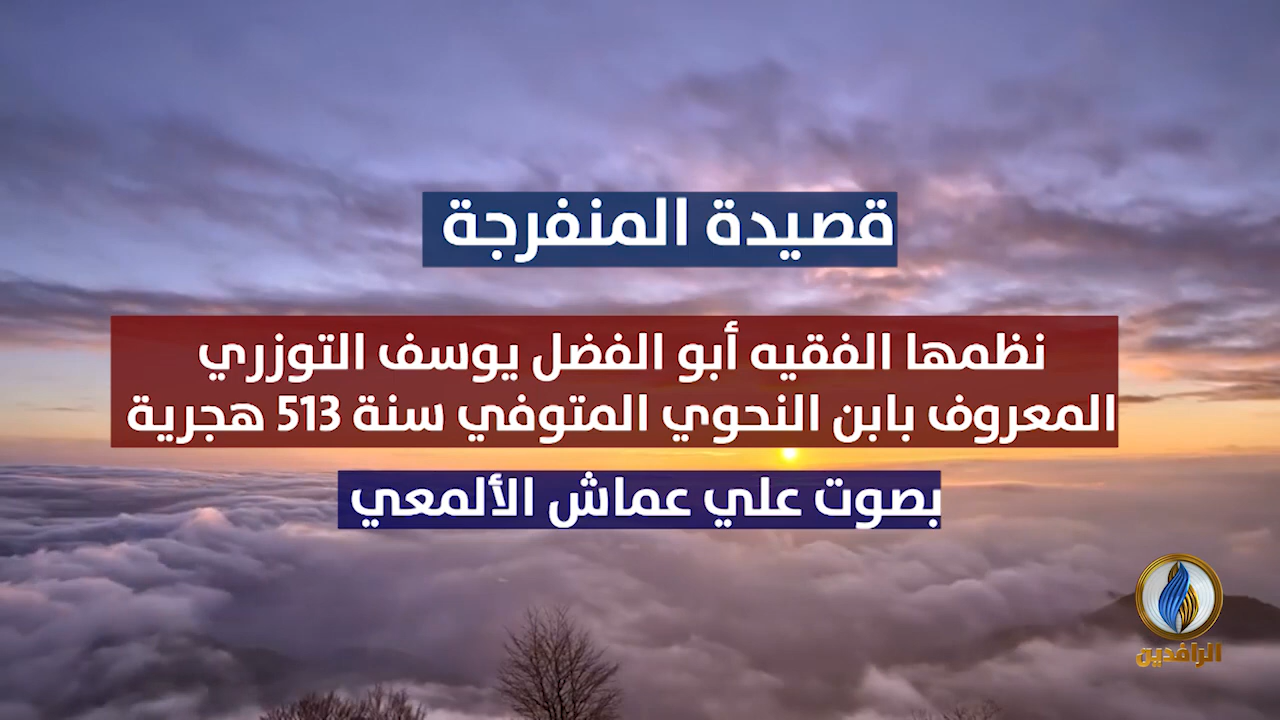 قصيدة المنفرجة
نظمها الفقيه أبو الفضل يوسف التوزري
المعروف بابن النحوي المتوفي سنة 513 هجرية
بصوت علي عماش الألمعي
الرافدين